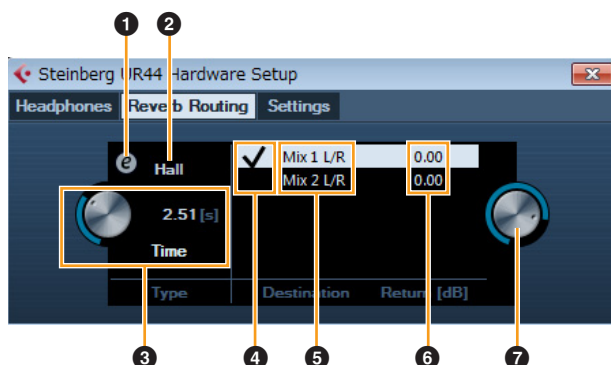 1 2
Steinberg UR44 Hardware Setup
Headphones Reverb Routing Settings
e Hall Mix 1 L/R 0.00
Mix 2 L/R 0.00
2.51 [s]
Time
Type Destination Return [dB]
3 4 5 6 7